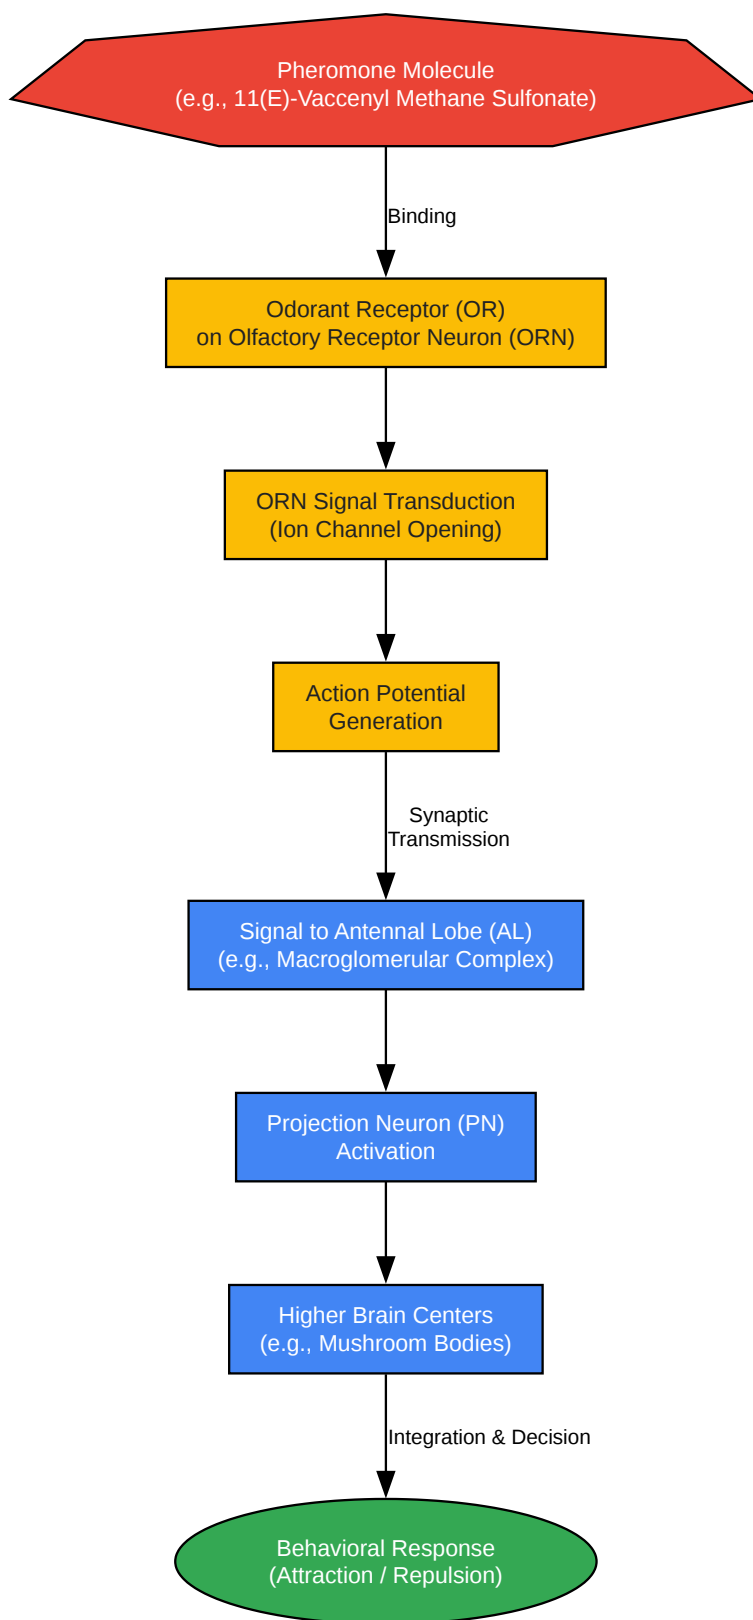 Pheromone Molecule
(e.g., 11(E)-Vaccenyl Methane Sulfonate)
Binding
Odorant Receptor (OR)
on Olfactory Receptor Neuron (ORN)
ORN Signal Transduction
(Ion Channel Opening)
Action Potential
Generation
Synaptic
Transmission
Signal to Antennal Lobe (AL)
(e.g., Macroglomerular Complex)
Projection Neuron (PN)
Activation
Higher Brain Centers
(e.g., Mushroom Bodies)
Integration & Decision
Behavioral Response
(Attraction / Repulsion)